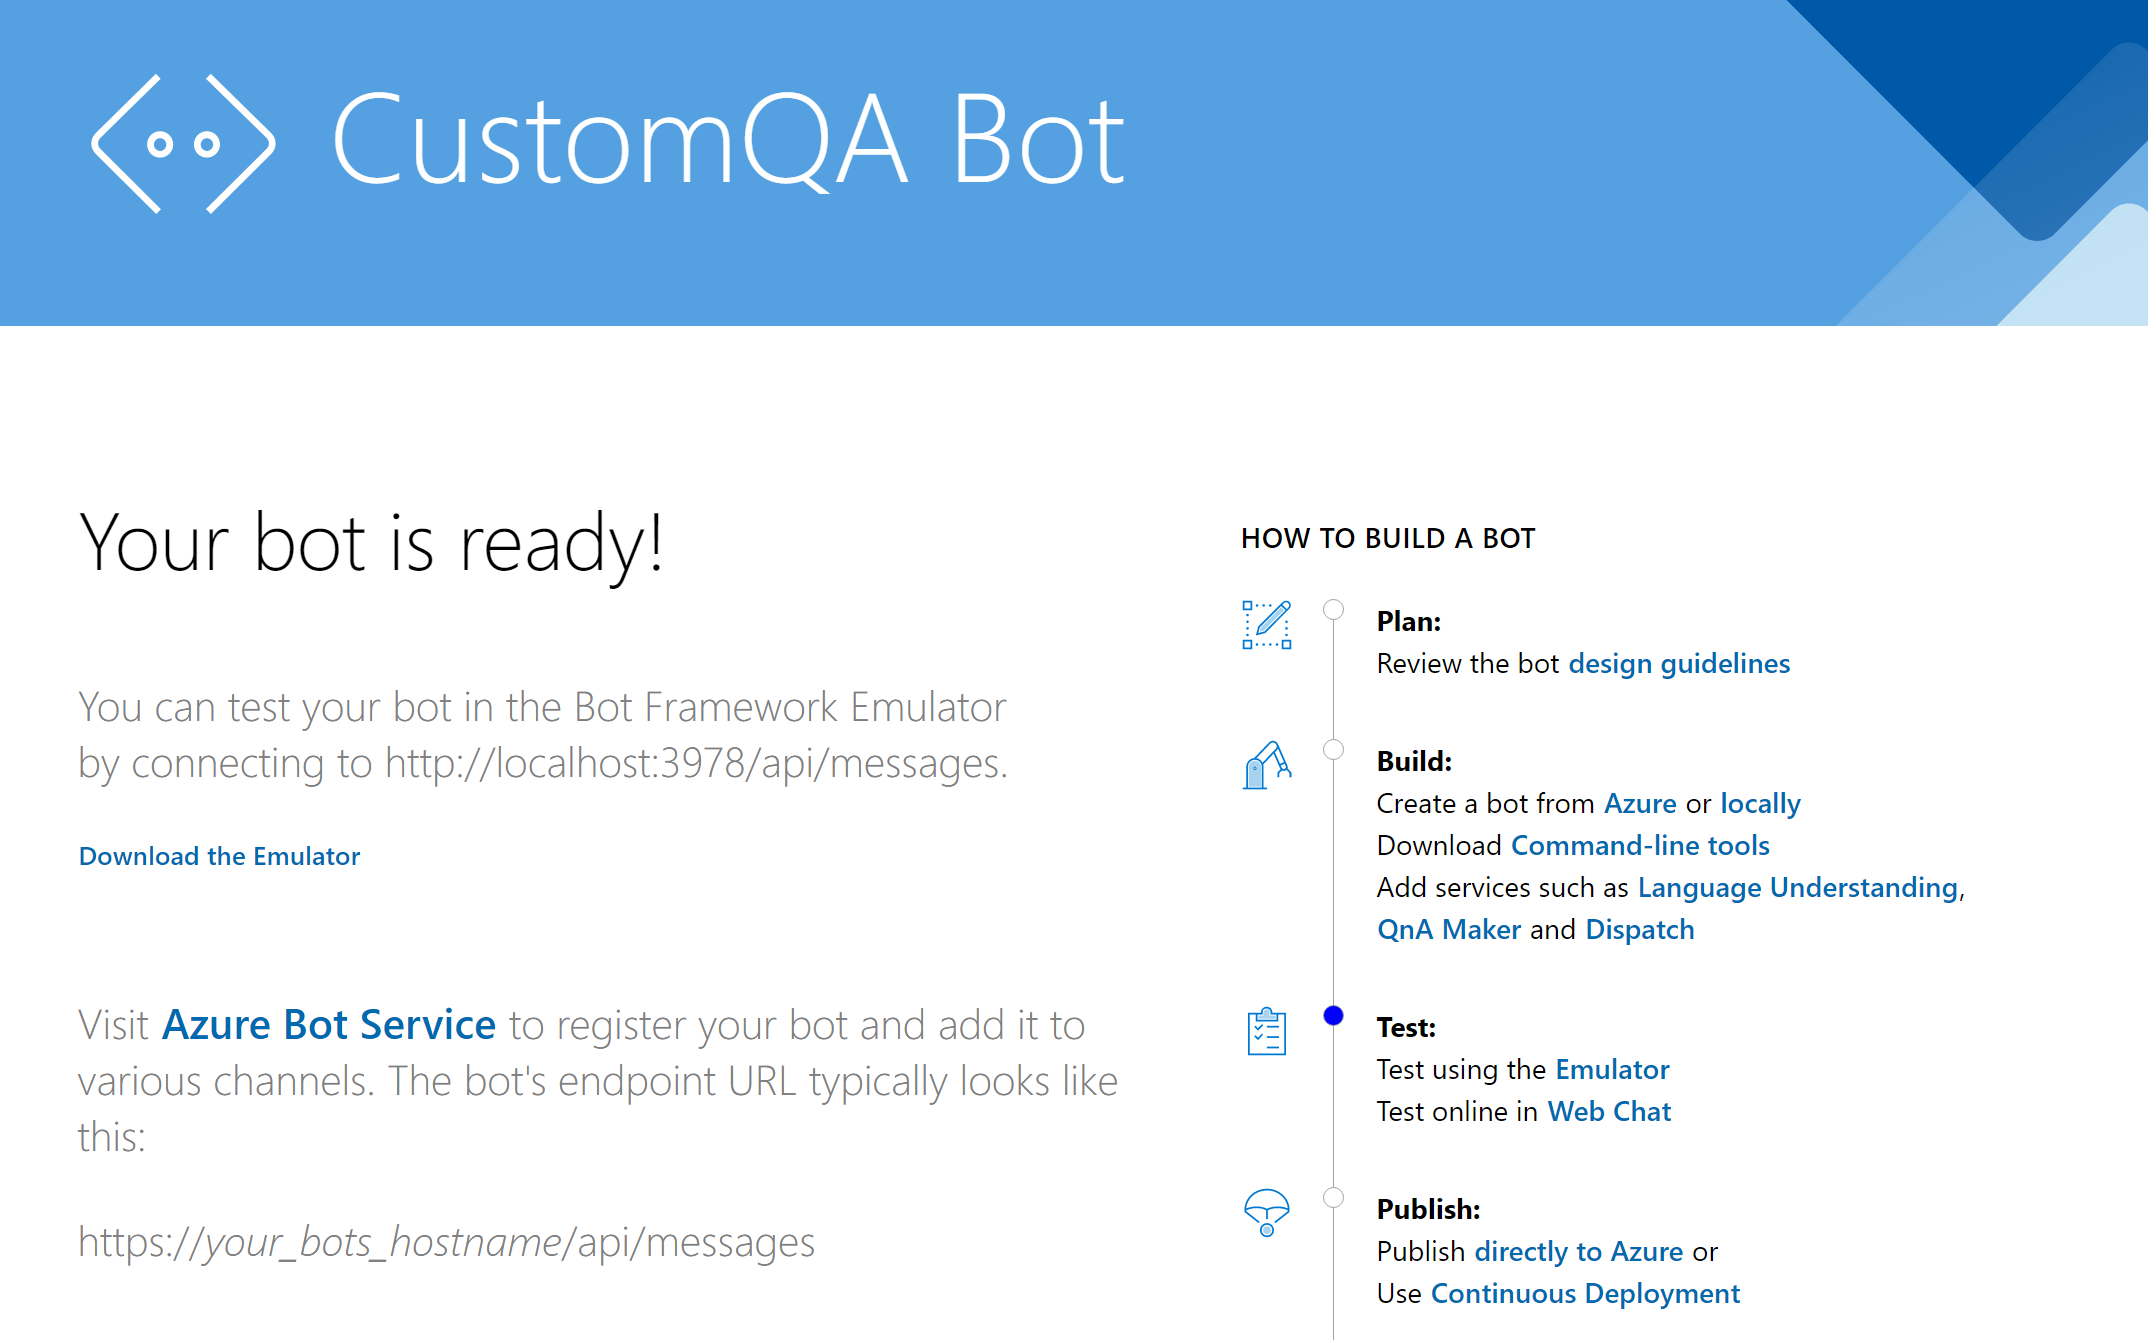 CustomQA Bot
Your bot is ready!
You can test your bot in the Bot Framework Emulator
by connecting to http://localhost:3978/api/messages.
Download the Emulator
Visit Azure Bot Service to register your bot and add it to
various channels. The bot's endpoint URL typically looks like
this:
https://your_bots_hostname/api/messages
HOW TO BUILD A BOT
Plan:
Review the bot design guidelines
Build:
Create a bot from Azure or locally
Download Command-line tools
Add services such as Language Understanding,
QnA Maker and Dispatch
Test:
Test using the Emulator
Test online in Web Chat
Publish:
Publish directly to Azure or
Use Continuous Deployment